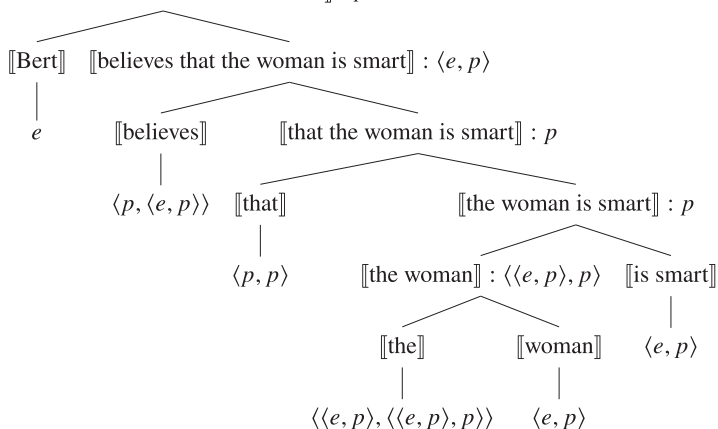 ⟦Bert⟧ ⟦believes that the woman is smart⟧ : ⟨e, p⟩
e ⟦believes⟧ ⟦that the woman is smart⟧ : p
⟨p, ⟨e, p⟩⟩ ⟦that⟧ ⟦the woman is smart⟧ : p
⟨p, p⟩ ⟦the woman⟧ : ⟨⟨e, p⟩, p⟩ ⟦is smart⟧
⟦the⟧ ⟦woman⟧ ⟨e, p⟩
⟨⟨e, p⟩, ⟨⟨e, p⟩, p⟩⟩ ⟨e, p⟩